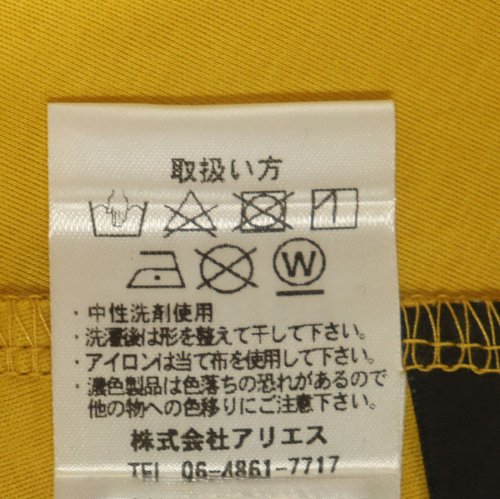 取扱い方
W
・中性洗剤使用
・洗濯後は形を整えて干して下さい。
・アイロンは当て布を使用して下さい。
・濃色製品は色落ちの恐れがあるので
他の物への色移りにご注意下さい。
株式会社アリエス
TEL 06-4861-7717